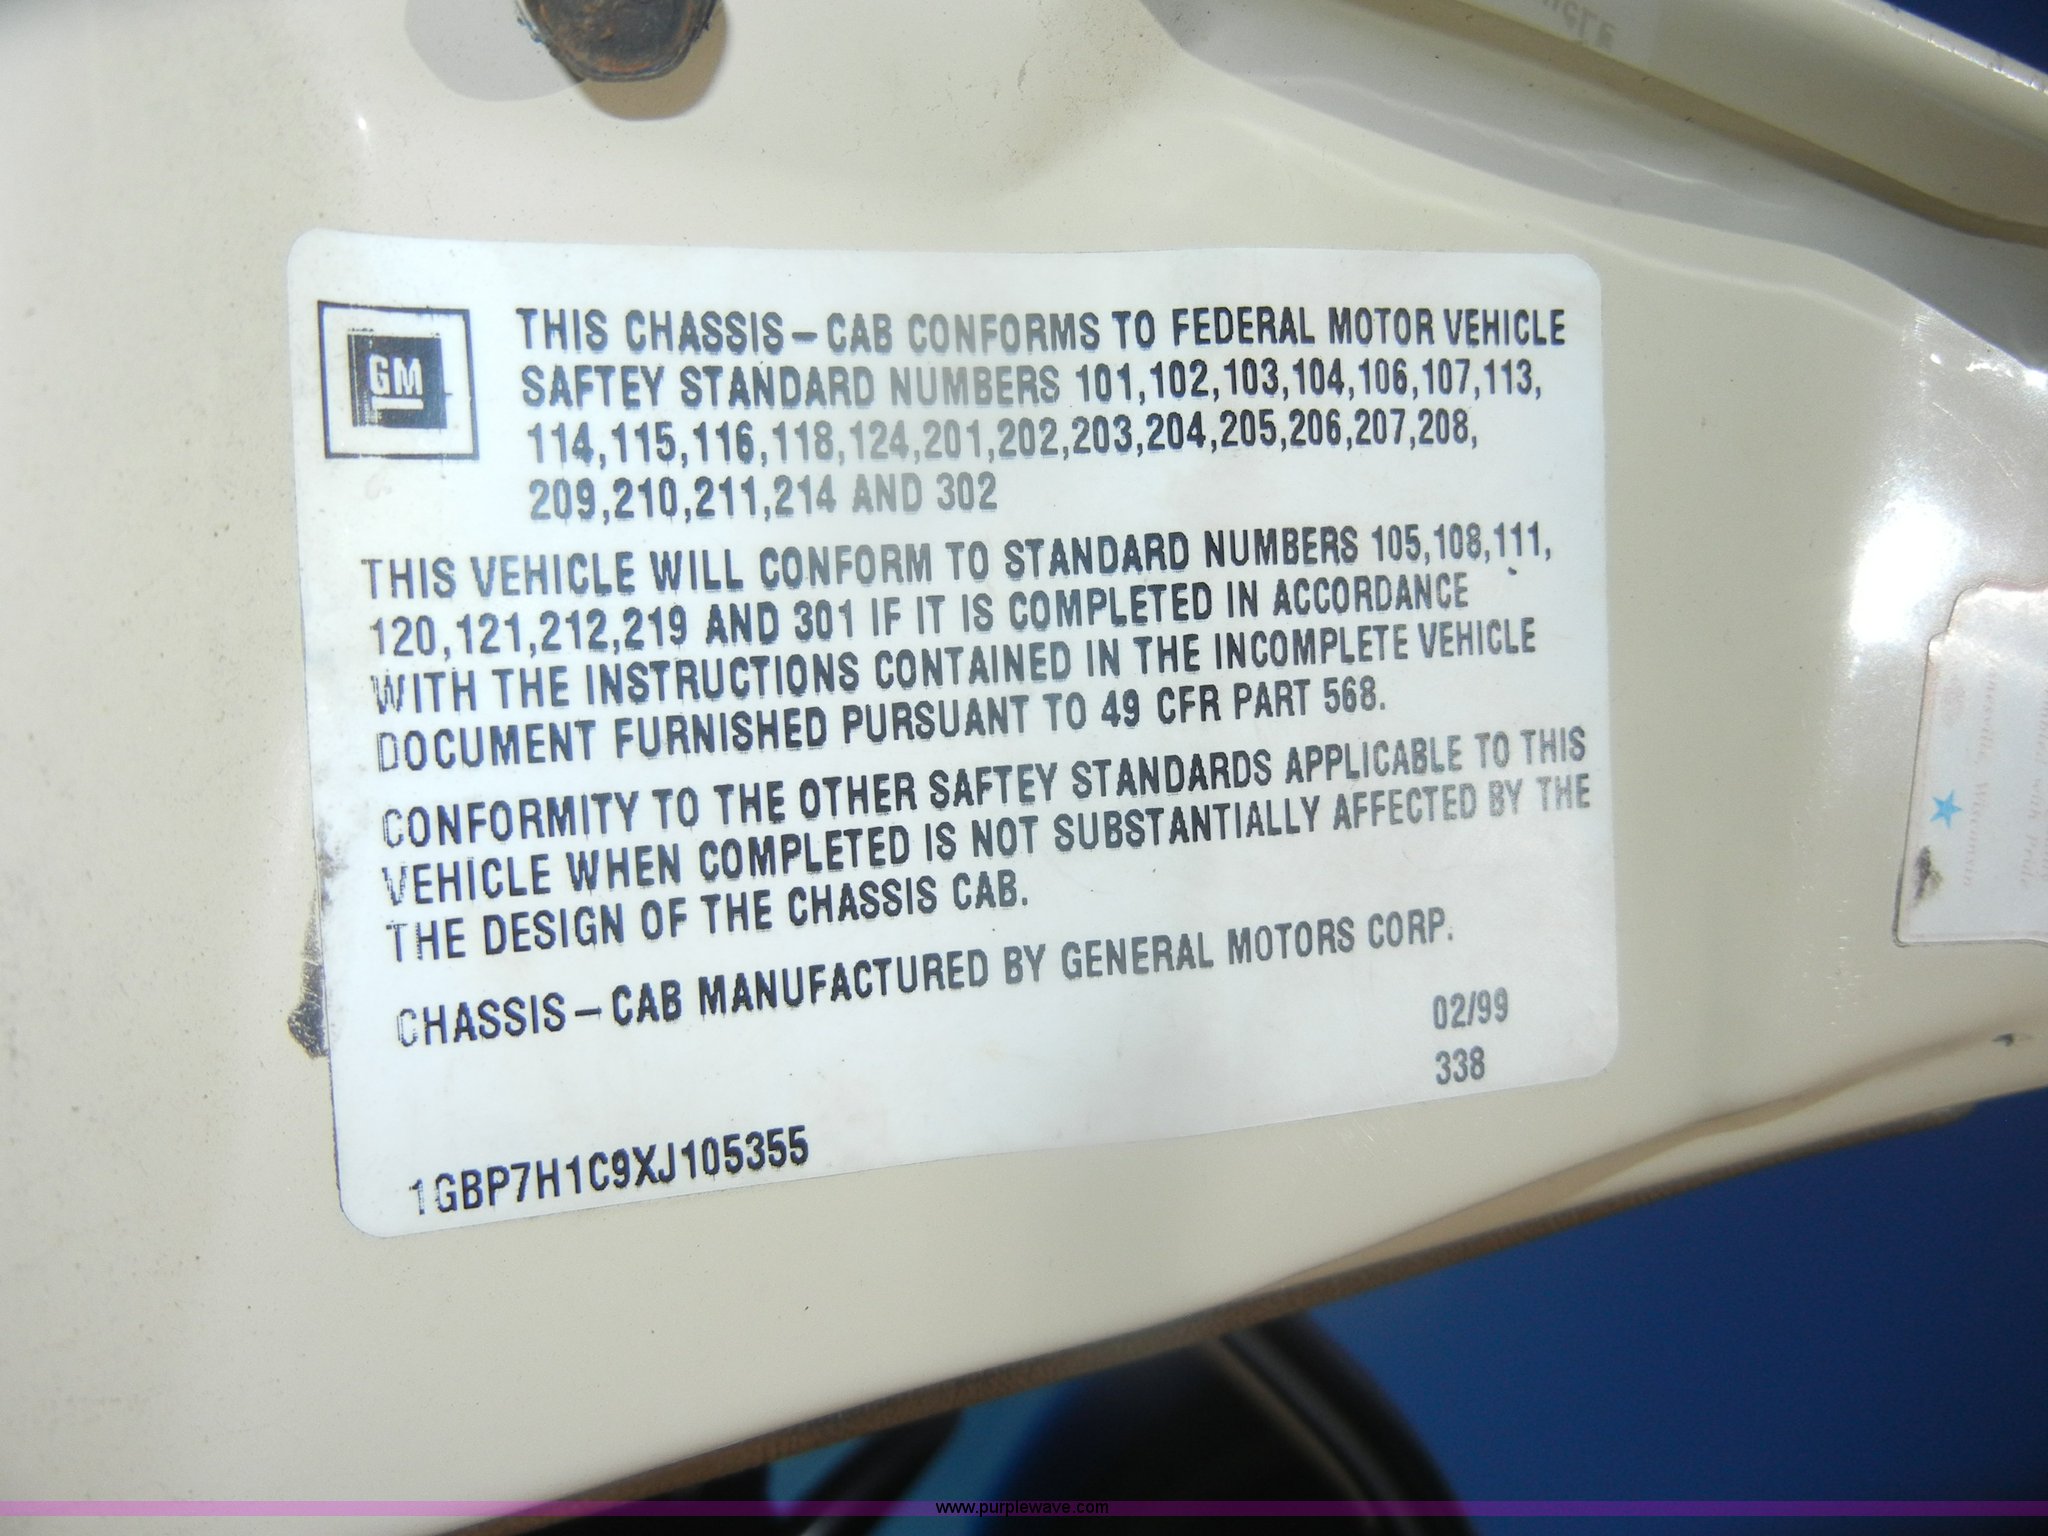 GM
THIS CHASSIS-CAB CONFORMS TO FEDERAL MOTOR VEHICLE
SAFTEY STANDARD NUMBERS 101,102,103,104,106,107,113,
114,115,116,118,124,201,202,203,204,205,206,207,208,
209,210,211,214 AND 302
THIS VEHICLE WILL CONFORM TO STANDARD NUMBERS 105,108,111,
120,121,212,219 AND 301 IF IT IS COMPLETED IN ACCORDANCE
WITH THE INSTRUCTIONS CONTAINED IN THE INCOMPLETE VEHICLE
DOCUMENT FURNISHED PURSUANT TO 49 CFR PART 568.
CONFORMITY TO THE OTHER SAFTEY STANDARDS APPLICABLE TO THIS
VEHICLE WHEN COMPLETED IS NOT SUBSTANTIALLY AFFECTED BY THE
THE DESIGN OF THE CHASSIS CAB.
CHASSIS-CAB MANUFACTURED BY GENERAL MOTORS CORP.
02/99
338
1GBP7H1C9XJ105355
www.purplewave.com